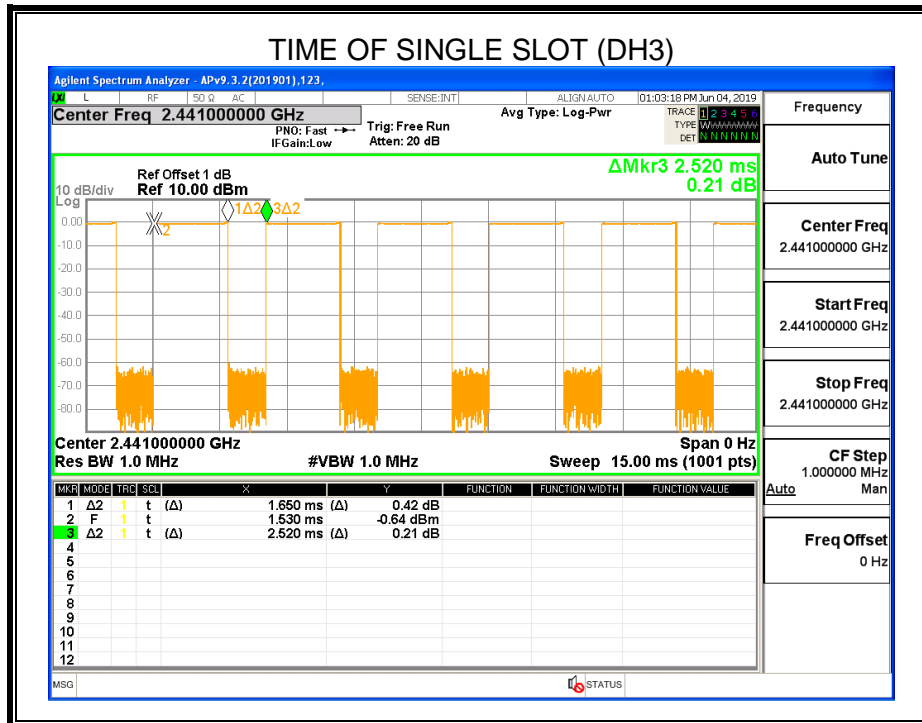 TIME OF SINGLE SLOT (DH3)
Agilent Spectrum Analyzer - APv9.3.2(201901),123,
LXI L RF 50 Ω AC SENSE:INT ALIGN AUTO 01:03:18 PM Jun 04, 2019
Center Freq 2.441000000 GHz
PNO: Fast
IFGain:Low
Trig: Free Run
Atten: 20 dB
Avg Type: Log-Pwr
TRACE 1 2 3 4 5 6
TYPE WWWWWW
DET N N N N N N
ΔMkr3 2.520 ms
0.21 dB
Ref Offset 1 dB
10 dB/div Ref 10.00 dBm
Log
0.00
-10.0
-20.0
-30.0
-40.0
-50.0
-60.0
-70.0
-80.0
2
1Δ2
3Δ2
Center 2.441000000 GHz Span 0 Hz
Res BW 1.0 MHz #VBW 1.0 MHz Sweep 15.00 ms (1001 pts)
MKR MODE TRC SCL X Y FUNCTION FUNCTION WIDTH FUNCTION VALUE
1 Δ2 1 t (Δ) 1.650 ms (Δ) 0.42 dB
2 F 1 t 1.530 ms -0.64 dBm
3 Δ2 1 t (Δ) 2.520 ms (Δ) 0.21 dB
4
5
6
7
8
9
10
11
12
MSG STATUS
Frequency
Auto Tune
Center Freq
2.441000000 GHz
Start Freq
2.441000000 GHz
Stop Freq
2.441000000 GHz
CF Step
1.000000 MHz
Auto Man
Freq Offset
0 Hz